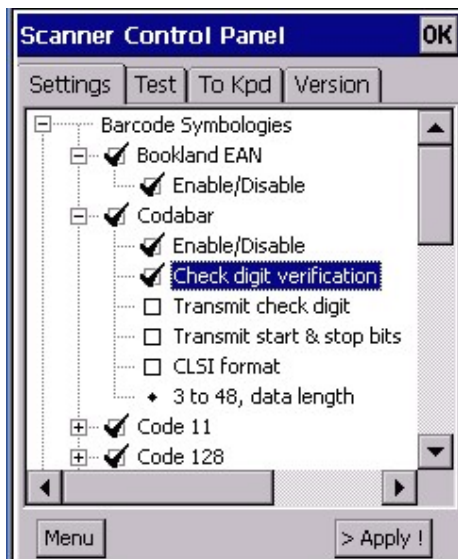 Scanner Control Panel OK
Settings Test To Kpd Version
Barcode Symbologies
Bookland EAN
Enable/Disable
Codabar
Enable/Disable
Check digit verification
Transmit check digit
Transmit start & stop bits
CLSI format
3 to 48, data length
Code 11
Code 128
Menu > Apply !